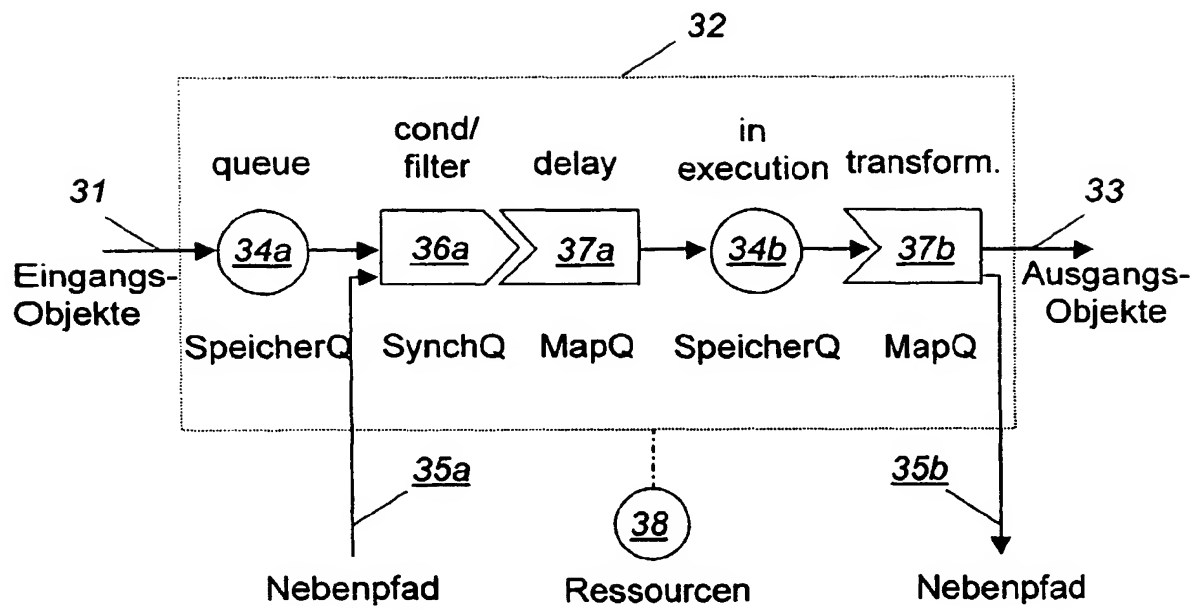 32
cond/
filter
in
execution
queue
delay
transform.
31
33
34a
36a
37a
34b
37b
Eingangs-
Objekte
Ausgangs-
Objekte
SpeicherQ
SynchQ
MapQ
SpeicherQ
MapQ
35a
35b
38
Nebenpfad
Ressourcen
Nebenpfad